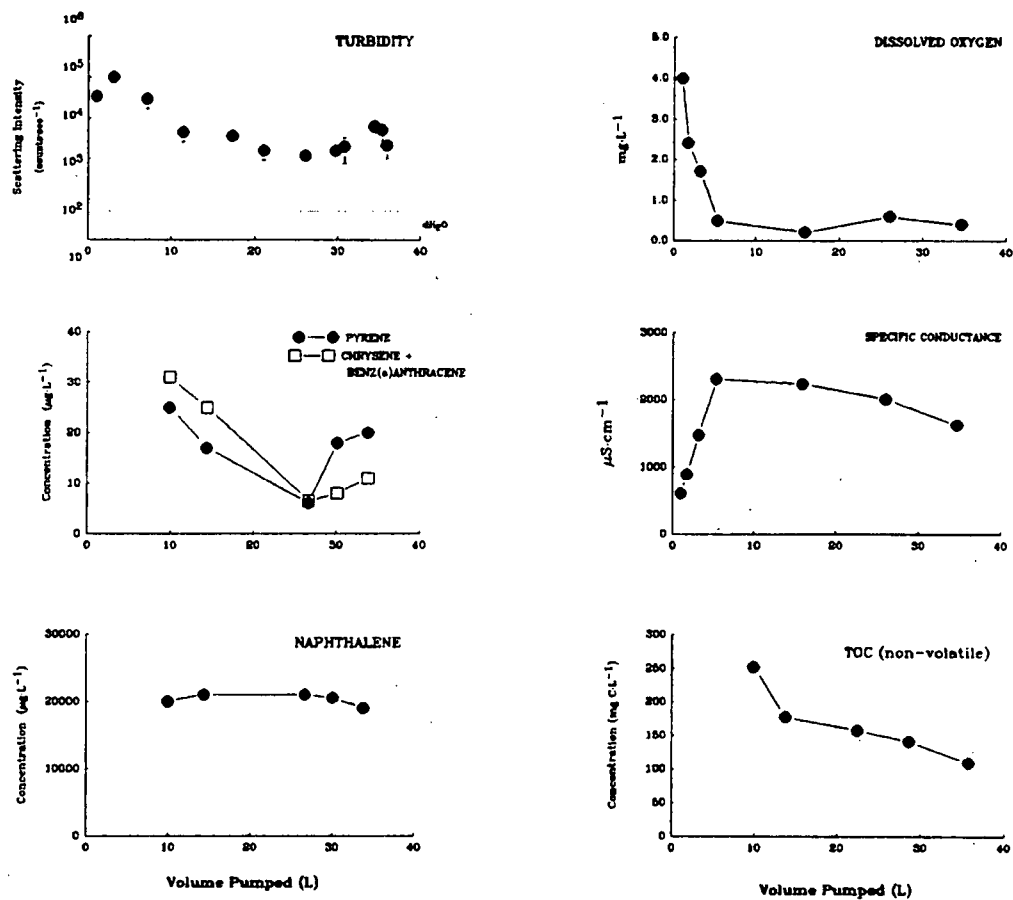 TURBIDITY
10⁶
10⁵
10⁴
10³
10²
10
Scattering Intensity
dH₂O
0 10 20 30 40
DISSOLVED OXYGEN
5.0
4.0
3.0
2.0
1.0
0.0
mg·L⁻¹
0 10 20 30 40
PYRENE
CHRYSENE +
BENZ(a)ANTHRACENE
40
30
20
10
0
Concentration (µg·L⁻¹)
0 10 20 30 40
SPECIFIC CONDUCTANCE
3000
2000
1000
0
µS·cm⁻¹
0 10 20 30 40
NAPHTHALENE
30000
20000
10000
0
Concentration (µg·L⁻¹)
0 10 20 30 40
Volume Pumped (L)
TOC (non-volatile)
300
250
200
150
100
50
0
Concentration (mg C·L⁻¹)
0 10 20 30 40
Volume Pumped (L)